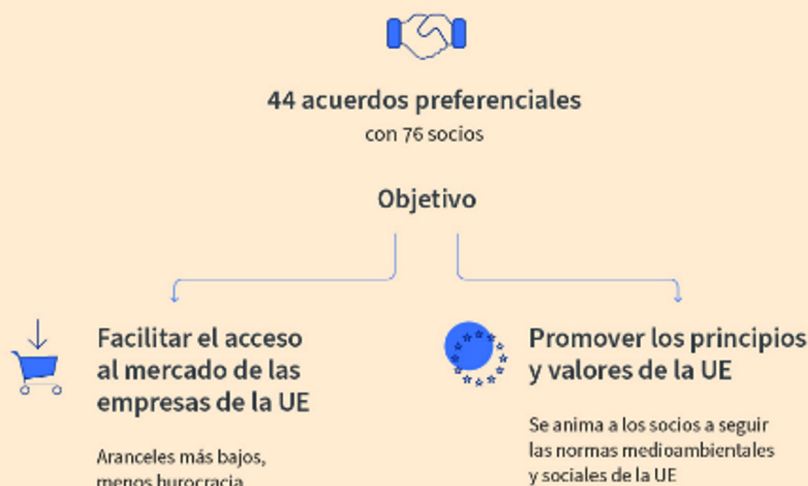 44 acuerdos preferenciales
con 76 socios
Objetivo
Facilitar el acceso
al mercado de las
empresas de la UE
Aranceles más bajos,
menos burocracia
Promover los principios
y valores de la UE
Se anima a los socios a seguir
las normas medioambientales
y sociales de la UE